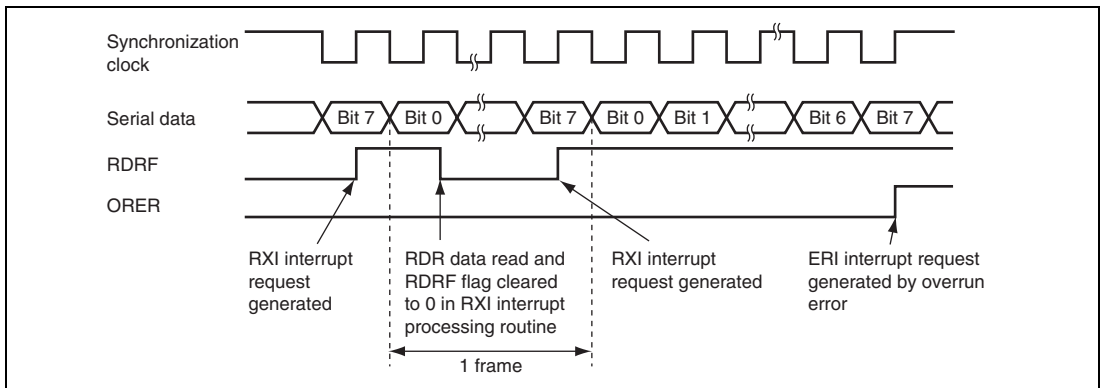 Synchronization
clock
Serial data
Bit 7
Bit 0
Bit 7
Bit 0
Bit 1
Bit 6
Bit 7
RDRF
ORER
RXI interrupt
request
generated
RDR data read and
RDRF flag cleared
to 0 in RXI interrupt
processing routine
RXI interrupt
request generated
ERI interrupt request
generated by overrun
error
1 frame